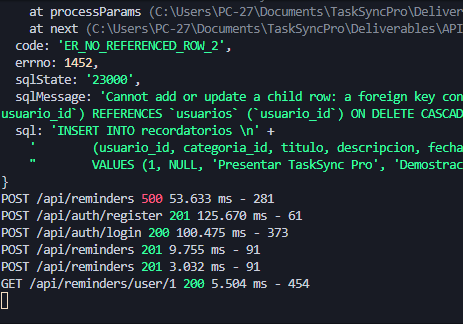 at processParams (C:\Users\PC-27\Documents\TaskSyncPro\Deliver
at next (C:\Users\PC-27\Documents\TaskSyncPro\Deliverables\API
code: 'ER_NO_REFERENCED_ROW_2',
errno: 1452,
sqlState: '23000',
sqlMessage: 'Cannot add or update a child row: a foreign key con
usuario_id`) REFERENCES `usuarios` (`usuario_id`) ON DELETE CASCAD
sql: 'INSERT INTO recordatorios \n' +
'       (usuario_id, categoria_id, titulo, descripcion, fecha
"       VALUES (1, NULL, 'Presentar TaskSync Pro', 'Demostrac
}
POST /api/reminders 500 53.633 ms - 281
POST /api/auth/register 201 125.670 ms - 61
POST /api/auth/login 200 100.475 ms - 373
POST /api/reminders 201 9.755 ms - 91
POST /api/reminders 201 3.032 ms - 91
GET /api/reminders/user/1 200 5.504 ms - 454